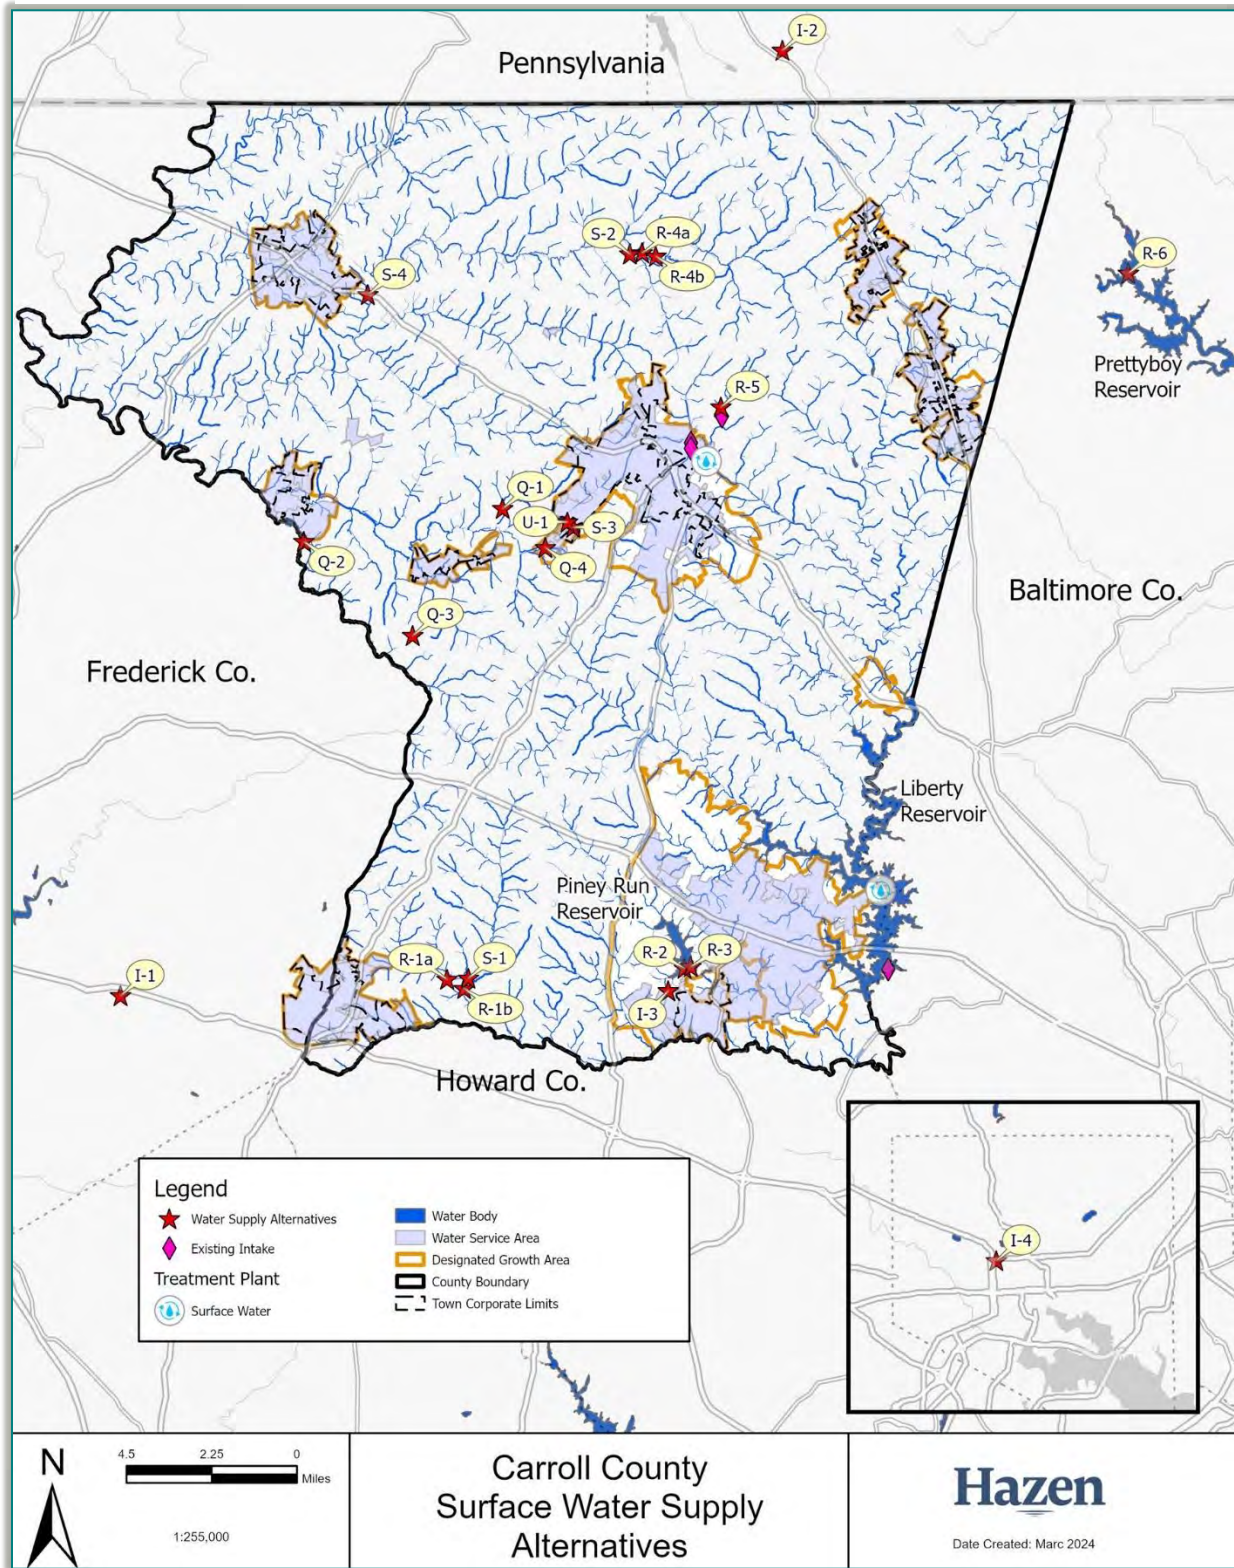 I-2
Pennsylvania
S-2
R-4a
R-4b
S-4
R-6
Prettyboy
Reservoir
R-5
Q-1
U-1
S-3
Q-2
Q-4
Baltimore Co.
Q-3
Frederick Co.
Liberty
Reservoir
Piney Run
Reservoir
R-1a
S-1
R-2
R-3
I-1
R-1b
I-3
Howard Co.
I-4
Legend
Water Supply Alternatives
Existing Intake
Treatment Plant
Surface Water
Water Body
Water Service Area
Designated Growth Area
County Boundary
Town Corporate Limits
N
4.5 2.25 0
Miles
1:255,000
Carroll County
Surface Water Supply
Alternatives
Hazen
Date Created: Marc 2024